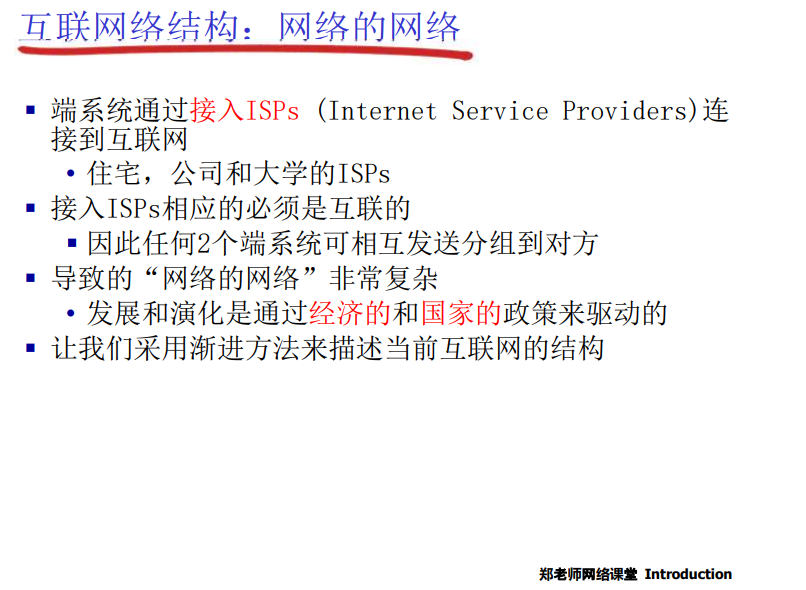 互联网络结构：网络的网络
端系统通过接入ISPs (Internet Service Providers)连
接到互联网
住宅，公司和大学的ISPs
接入ISPs相应的必须是互联的
因此任何2个端系统可相互发送分组到对方
导致的“网络的网络”非常复杂
发展和演化是通过经济的和国家的政策来驱动的
让我们采用渐进方法来描述当前互联网的结构
郑老师网络课堂 Introduction